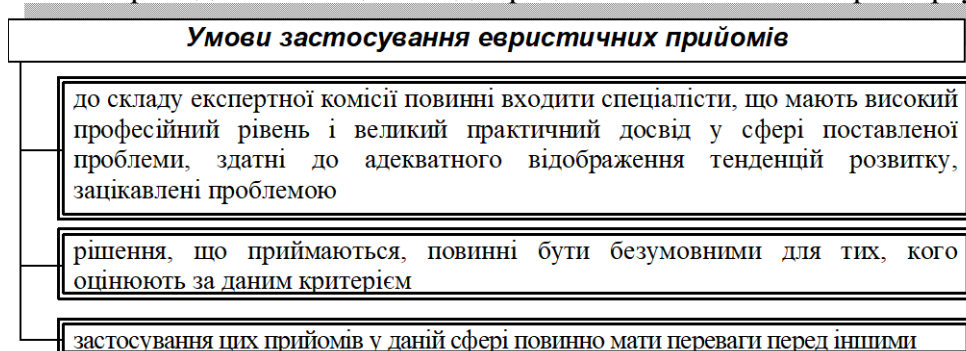 Умови застосування евристичних прийомів
до складу експертної комісії повинні входити спеціалісти, що мають високий
професійний рівень і великий практичний досвід у сфері поставленої
проблеми, здатні до адекватного відображення тенденцій розвитку,
зацікавлені проблемою
рішення, що приймаються, повинні бути безумовними для тих, кого
оцінюють за даним критерієм
застосування цих прийомів у даній сфері повинно мати переваги перед іншими